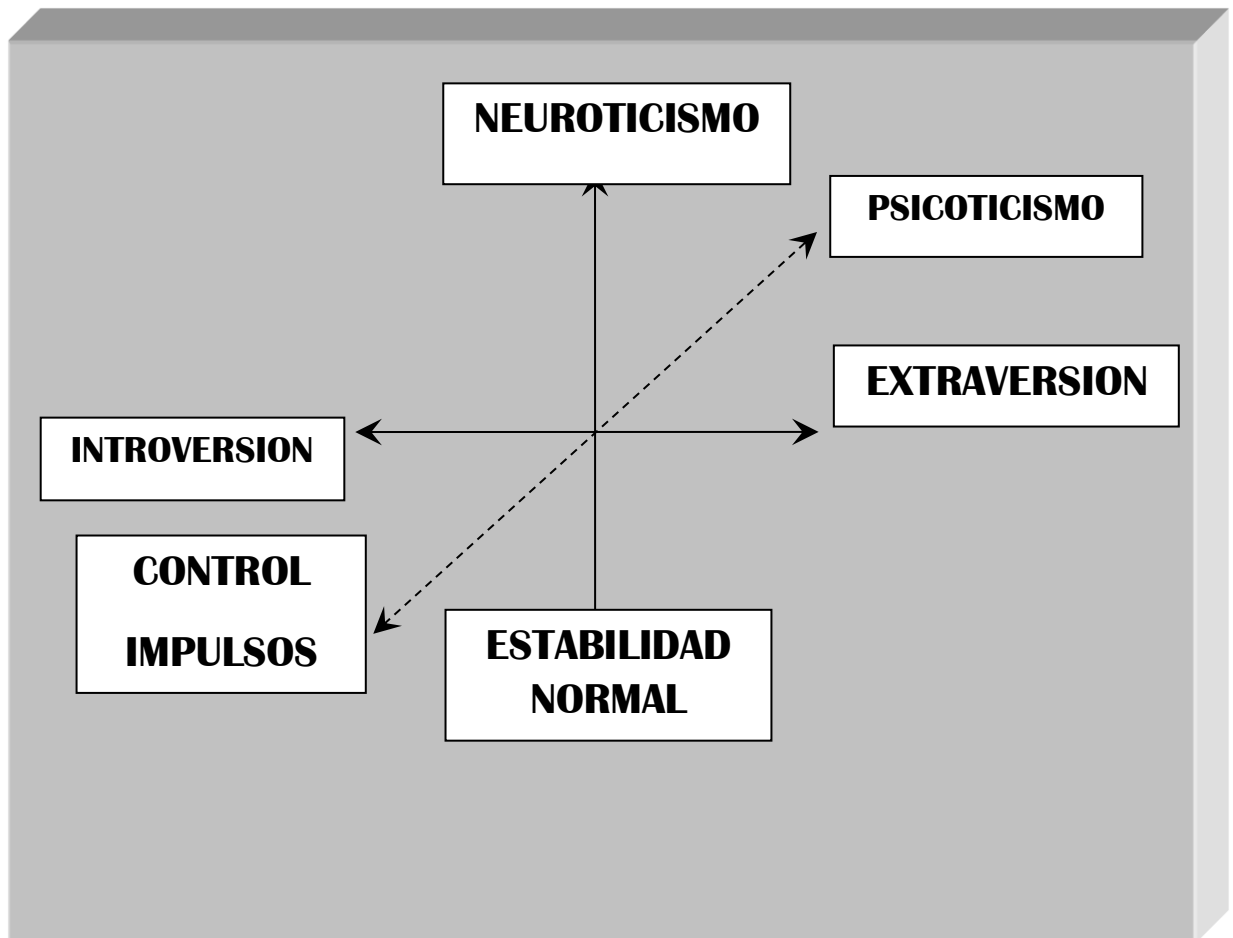 NEUROTICISMO
PSICOTICISMO
EXTRAVERSION
INTROVERSION
CONTROL
IMPULSOS
ESTABILIDAD
NORMAL